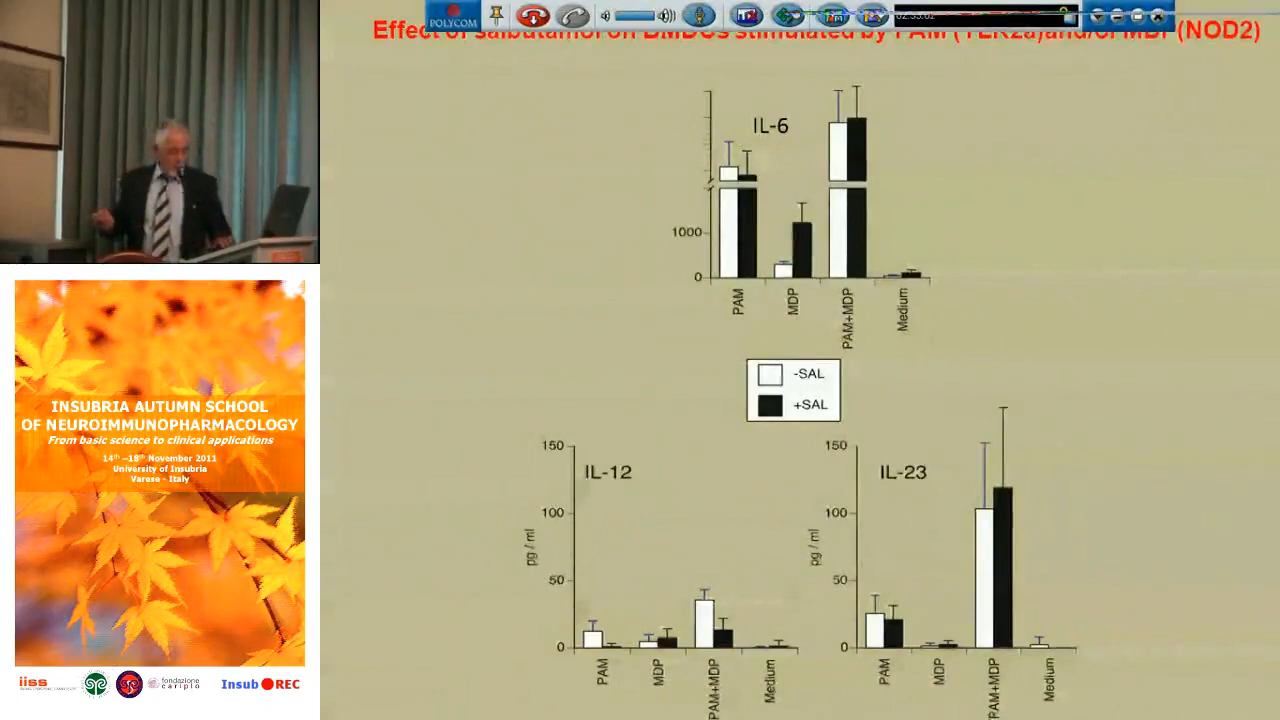 POLYCOM
Effect of salbutamol on BMDCs stimulated by PAM (TLR2a)and/or MDP (NOD2)
IL-6
1000
0
PAM
MDP
PAM+MDP
Medium
-SAL
+SAL
IL-12
150
100
50
0
pg / ml
PAM
MDP
PAM+MDP
Medium
IL-23
150
100
50
0
pg / ml
PAM
MDP
PAM+MDP
Medium
INSUBRIA AUTUMN SCHOOL
OF NEUROIMMUNOPHARMACOLOGY
From basic science to clinical applications
14th –18th November 2011
University of Insubria
Varese - Italy
iiss
fondazione
cariplo
Insub REC